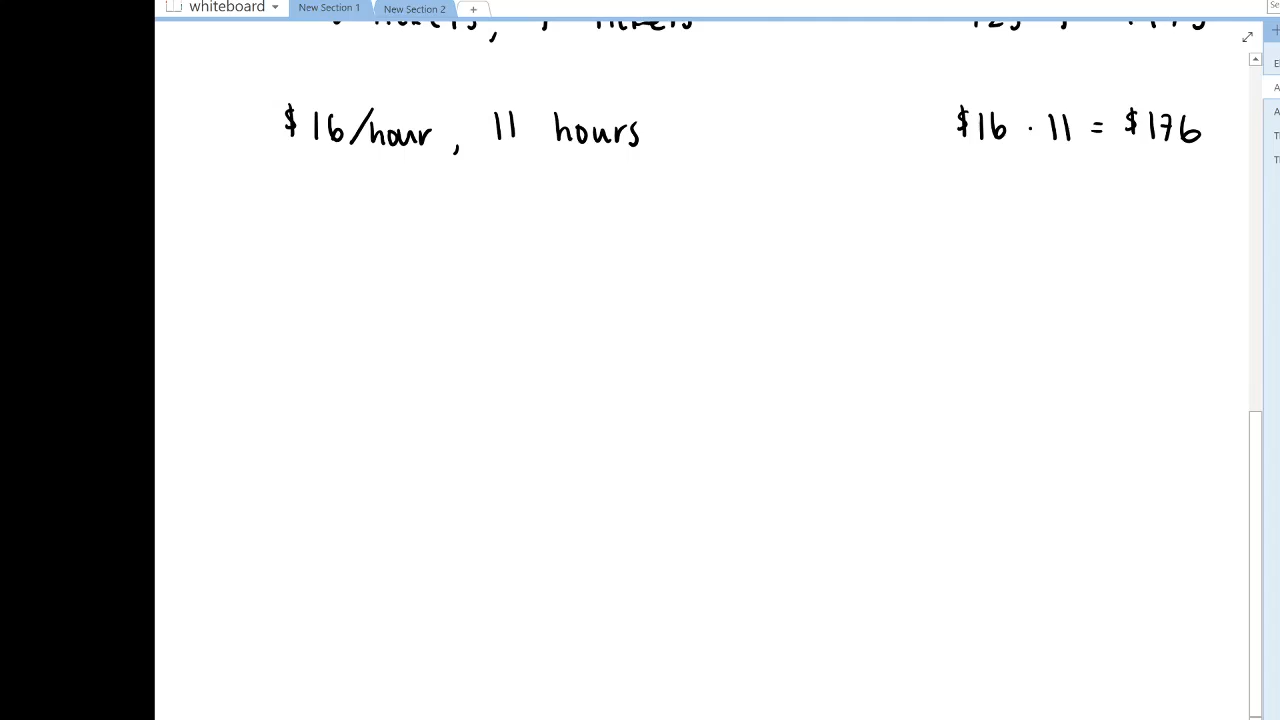 whiteboard New Section 1 New Section 2 +
$16/hour, 11 hours $16 · 11 = $176